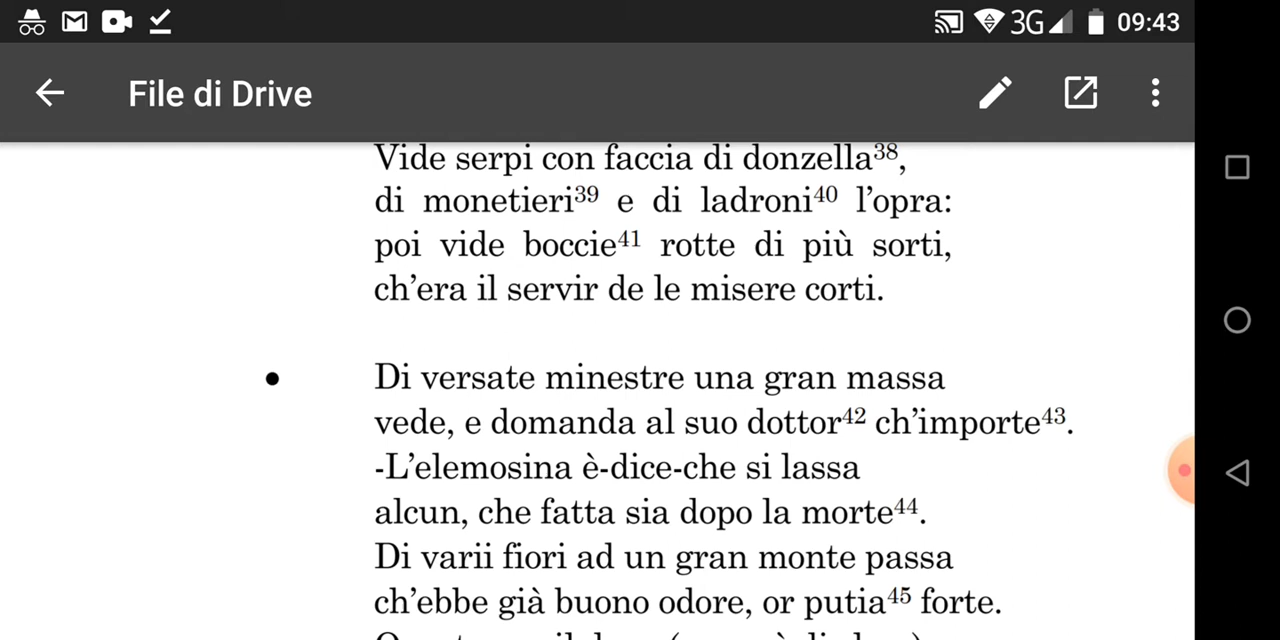 3G 09:43
File di Drive
Vide serpi con faccia di donzella38,
di monetieri39 e di ladroni40 l'opra:
poi vide boccie41 rotte di più sorti,
ch'era il servir de le misere corti.
• Di versate minestre una gran massa
vede, e domanda al suo dottor42 ch'importe43.
-L'elemosina è-dice-che si lassa
alcun, che fatta sia dopo la morte44.
Di varii fiori ad un gran monte passa
ch'ebbe già buono odore, or putia45 forte.